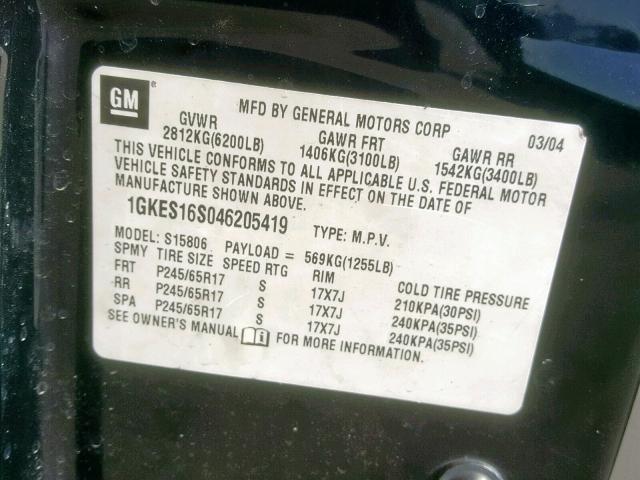 GM ®
MFD BY GENERAL MOTORS CORP 03/04
GVWR GAWR FRT GAWR RR
2812KG(6200LB) 1406KG(3100LB) 1542KG(3400LB)
THIS VEHICLE CONFORMS TO ALL APPLICABLE U.S. FEDERAL MOTOR
VEHICLE SAFETY STANDARDS IN EFFECT ON THE DATE OF
MANUFACTURE SHOWN ABOVE.
1GKES16S046205419 TYPE: M.P.V.
MODEL: S15806 PAYLOAD = 569KG(1255LB)
SPMY TIRE SIZE SPEED RTG RIM COLD TIRE PRESSURE
FRT P245/65R17 S 17X7J 210KPA(30PSI)
RR P245/65R17 S 17X7J 240KPA(35PSI)
SPA P245/65R17 S 17X7J 240KPA(35PSI)
SEE OWNER'S MANUAL FOR MORE INFORMATION.